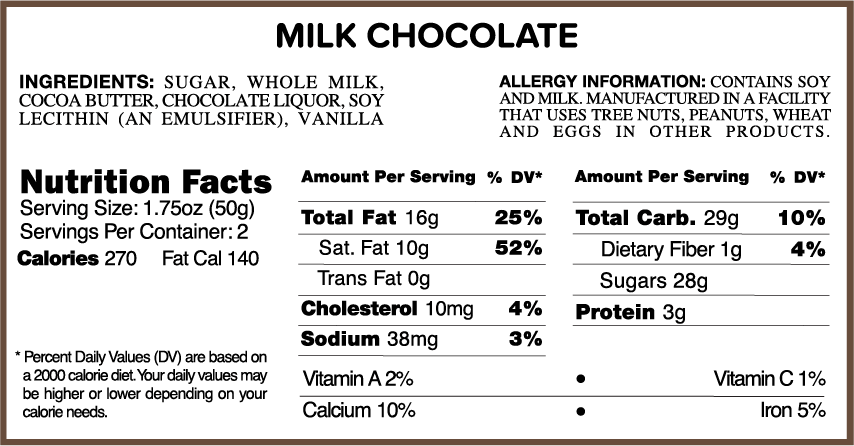 MILK CHOCOLATE
INGREDIENTS: SUGAR, WHOLE MILK,
COCOA BUTTER, CHOCOLATE LIQUOR, SOY
LECITHIN (AN EMULSIFIER), VANILLA
ALLERGY INFORMATION: CONTAINS SOY
AND MILK. MANUFACTURED IN A FACILITY
THAT USES TREE NUTS, PEANUTS, WHEAT
AND EGGS IN OTHER PRODUCTS.
Nutrition Facts
Serving Size: 1.75oz (50g)
Servings Per Container: 2
Calories 270 Fat Cal 140
* Percent Daily Values (DV) are based on
a 2000 calorie diet. Your daily values may
be higher or lower depending on your
calorie needs.
Amount Per Serving % DV*
Total Fat 16g 25%
Sat. Fat 10g 52%
Trans Fat 0g
Cholesterol 10mg 4%
Sodium 38mg 3%
Amount Per Serving % DV*
Total Carb. 29g 10%
Dietary Fiber 1g 4%
Sugars 28g
Protein 3g
Vitamin A 2% • Vitamin C 1%
Calcium 10% • Iron 5%